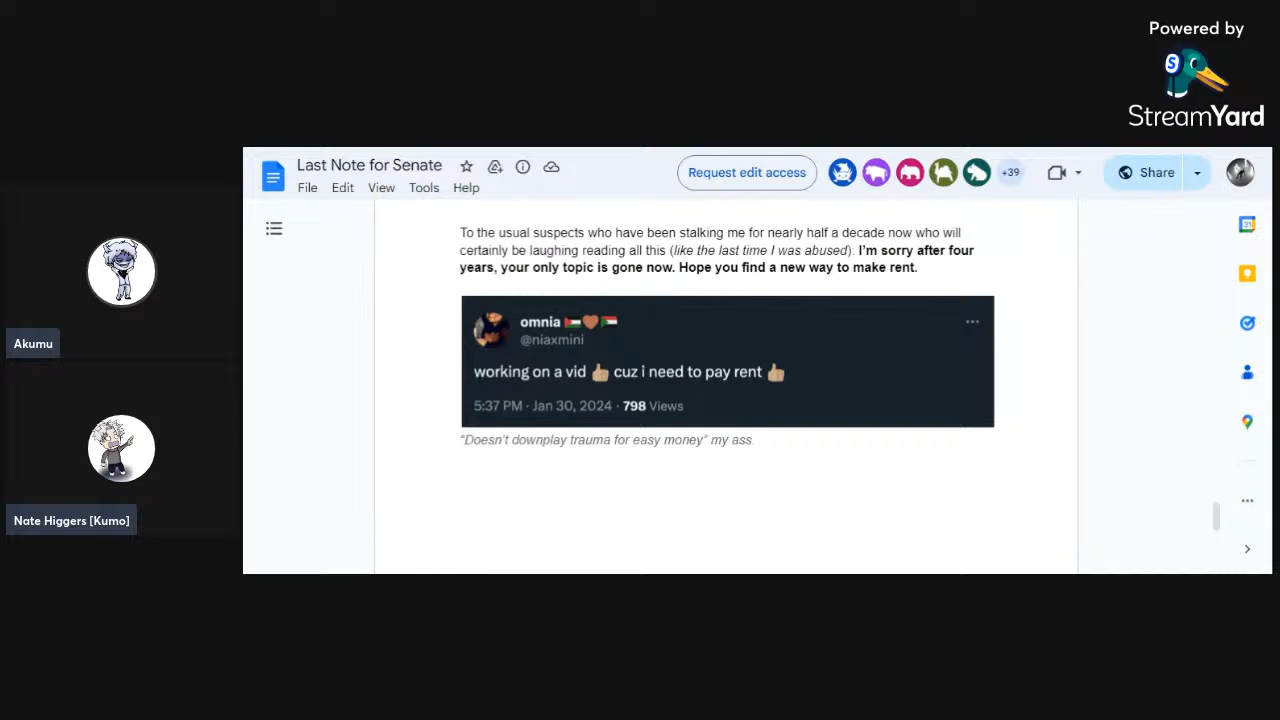 Powered by
S
StreamYard
Last Note for Senate
File Edit View Tools Help
Request edit access
+39
Share
To the usual suspects who have been stalking me for nearly half a decade now who will
certainly be laughing reading all this (like the last time I was abused). I'm sorry after four
years, your only topic is gone now. Hope you find a new way to make rent.
omnia 🇵🇸🤎🇸🇩
@niaxmini
working on a vid 👍🏽 cuz i need to pay rent 👍🏽
5:37 PM · Jan 30, 2024 · 798 Views
"Doesn't downplay trauma for easy money" my ass.
Akumu
Nate Higgers [Kumo]
31